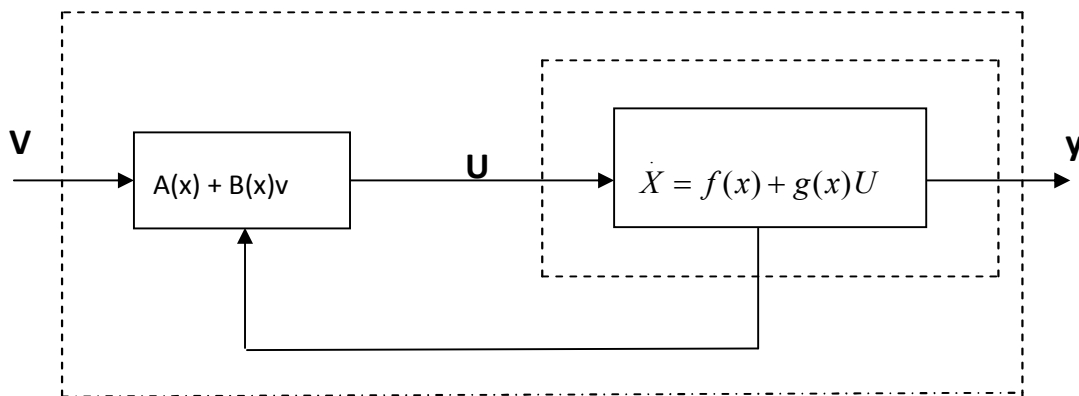 V
A(x) + B(x)v
U
Ẋ = f(x) + g(x)U
y